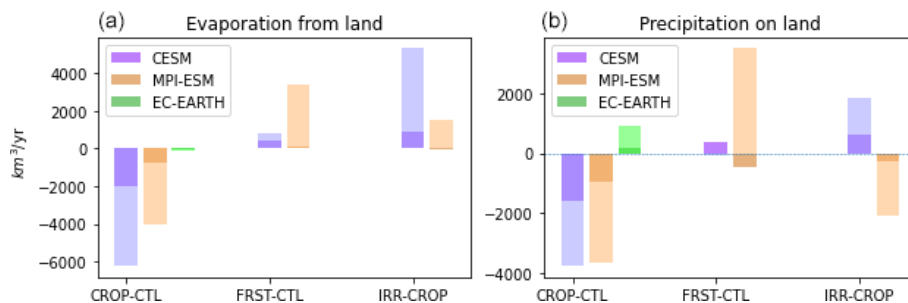 (a) Evaporation from land
CESM
MPI-ESM
EC-EARTH
km³/yr
4000
2000
0
−2000
−4000
−6000
CROP-CTL FRST-CTL IRR-CROP
(b) Precipitation on land
CESM
MPI-ESM
EC-EARTH
2000
0
−2000
−4000
CROP-CTL FRST-CTL IRR-CROP